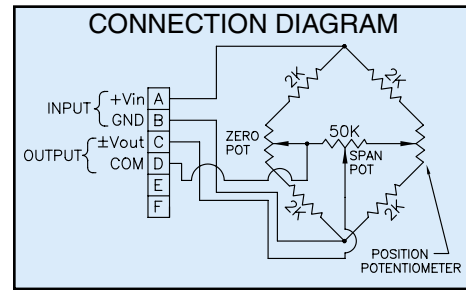 CONNECTION DIAGRAM
INPUT
+Vin A
GND B
OUTPUT
±Vout C
COM D
E
F
2K
2K
ZERO
POT
50K
SPAN
POT
2K
2K
POSITION
POTENTIOMETER